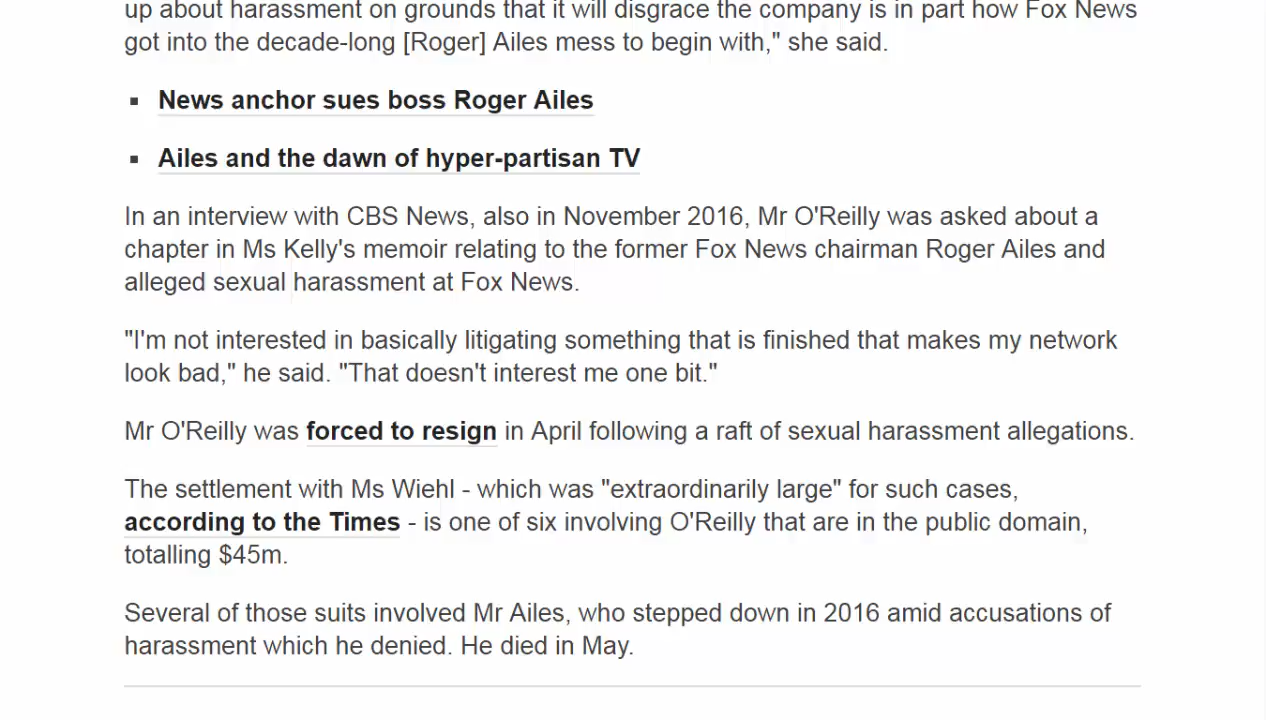 up about harassment on grounds that it will disgrace the company is in part how Fox News
got into the decade-long [Roger] Ailes mess to begin with," she said.
News anchor sues boss Roger Ailes
Ailes and the dawn of hyper-partisan TV
In an interview with CBS News, also in November 2016, Mr O'Reilly was asked about a
chapter in Ms Kelly's memoir relating to the former Fox News chairman Roger Ailes and
alleged sexual harassment at Fox News.
"I'm not interested in basically litigating something that is finished that makes my network
look bad," he said. "That doesn't interest me one bit."
Mr O'Reilly was forced to resign in April following a raft of sexual harassment allegations.
The settlement with Ms Wiehl - which was "extraordinarily large" for such cases,
according to the Times - is one of six involving O'Reilly that are in the public domain,
totalling $45m.
Several of those suits involved Mr Ailes, who stepped down in 2016 amid accusations of
harassment which he denied. He died in May.